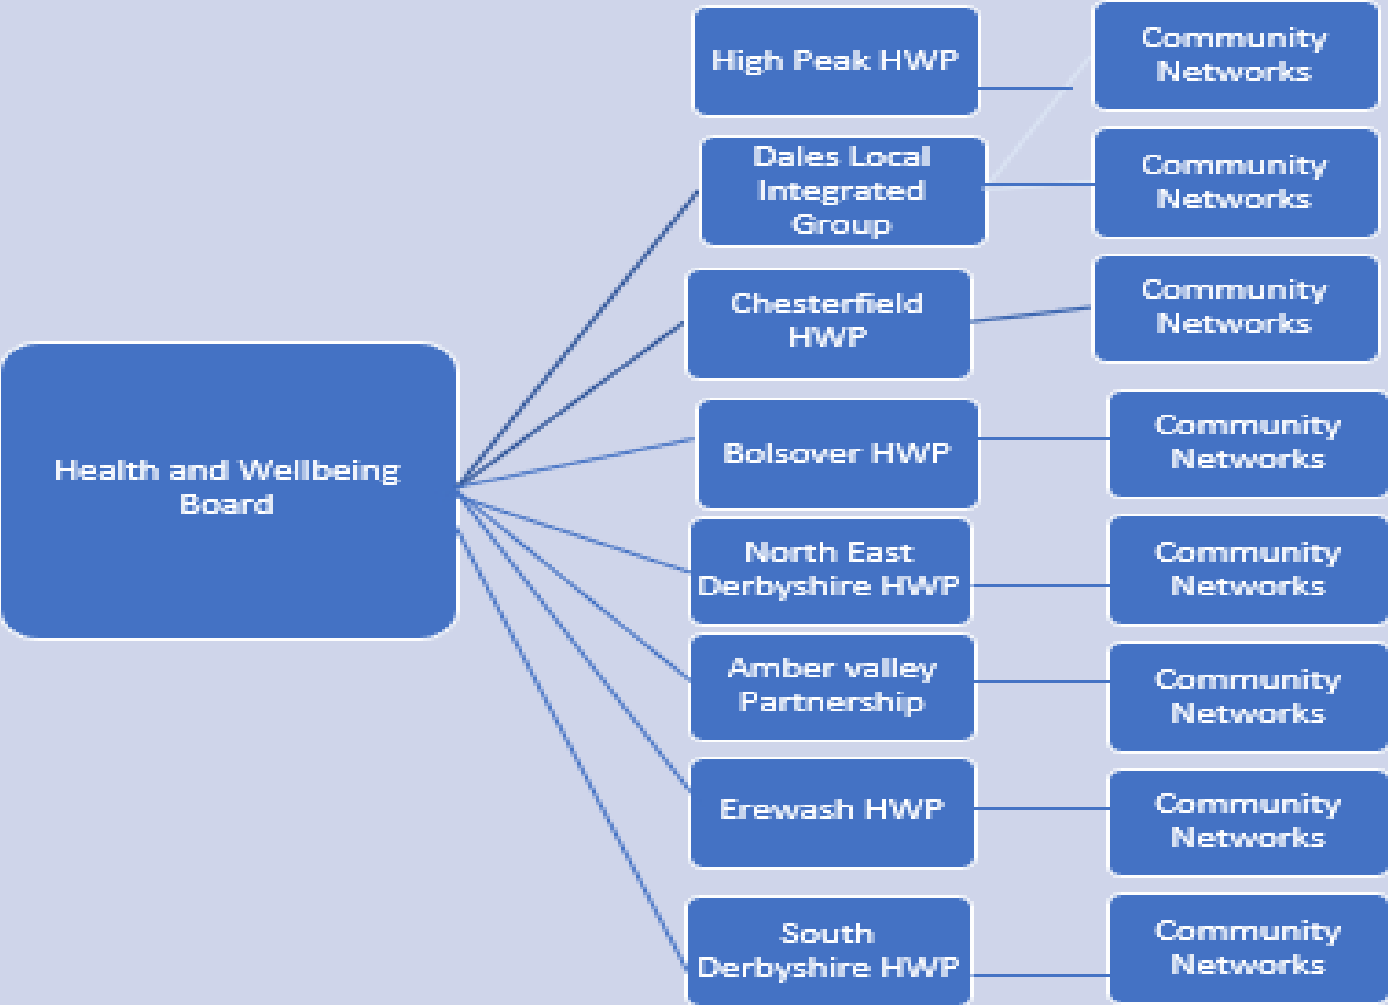 High Peak HWP
Community
Networks
Dales Local
Integrated
Group
Community
Networks
Chesterfield
HWP
Community
Networks
Health and Wellbeing
Board
Bolsover HWP
Community
Networks
North East
Derbyshire HWP
Community
Networks
Amber valley
Partnership
Community
Networks
Erewash HWP
Community
Networks
South
Derbyshire HWP
Community
Networks